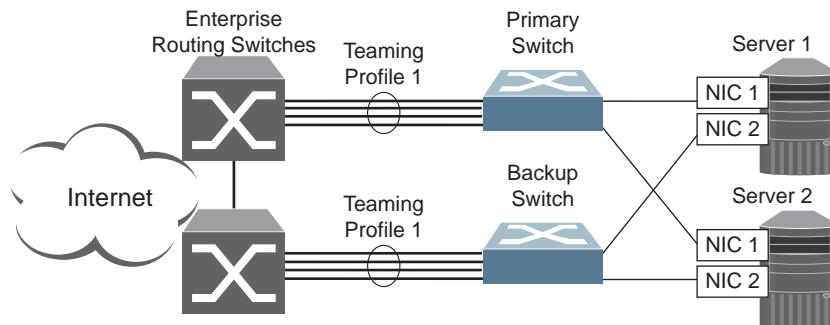 Enterprise
Routing Switches
Teaming
Profile 1
Primary
Switch
Server 1
NIC 1
NIC 2
Internet
Teaming
Profile 1
Backup
Switch
Server 2
NIC 1
NIC 2